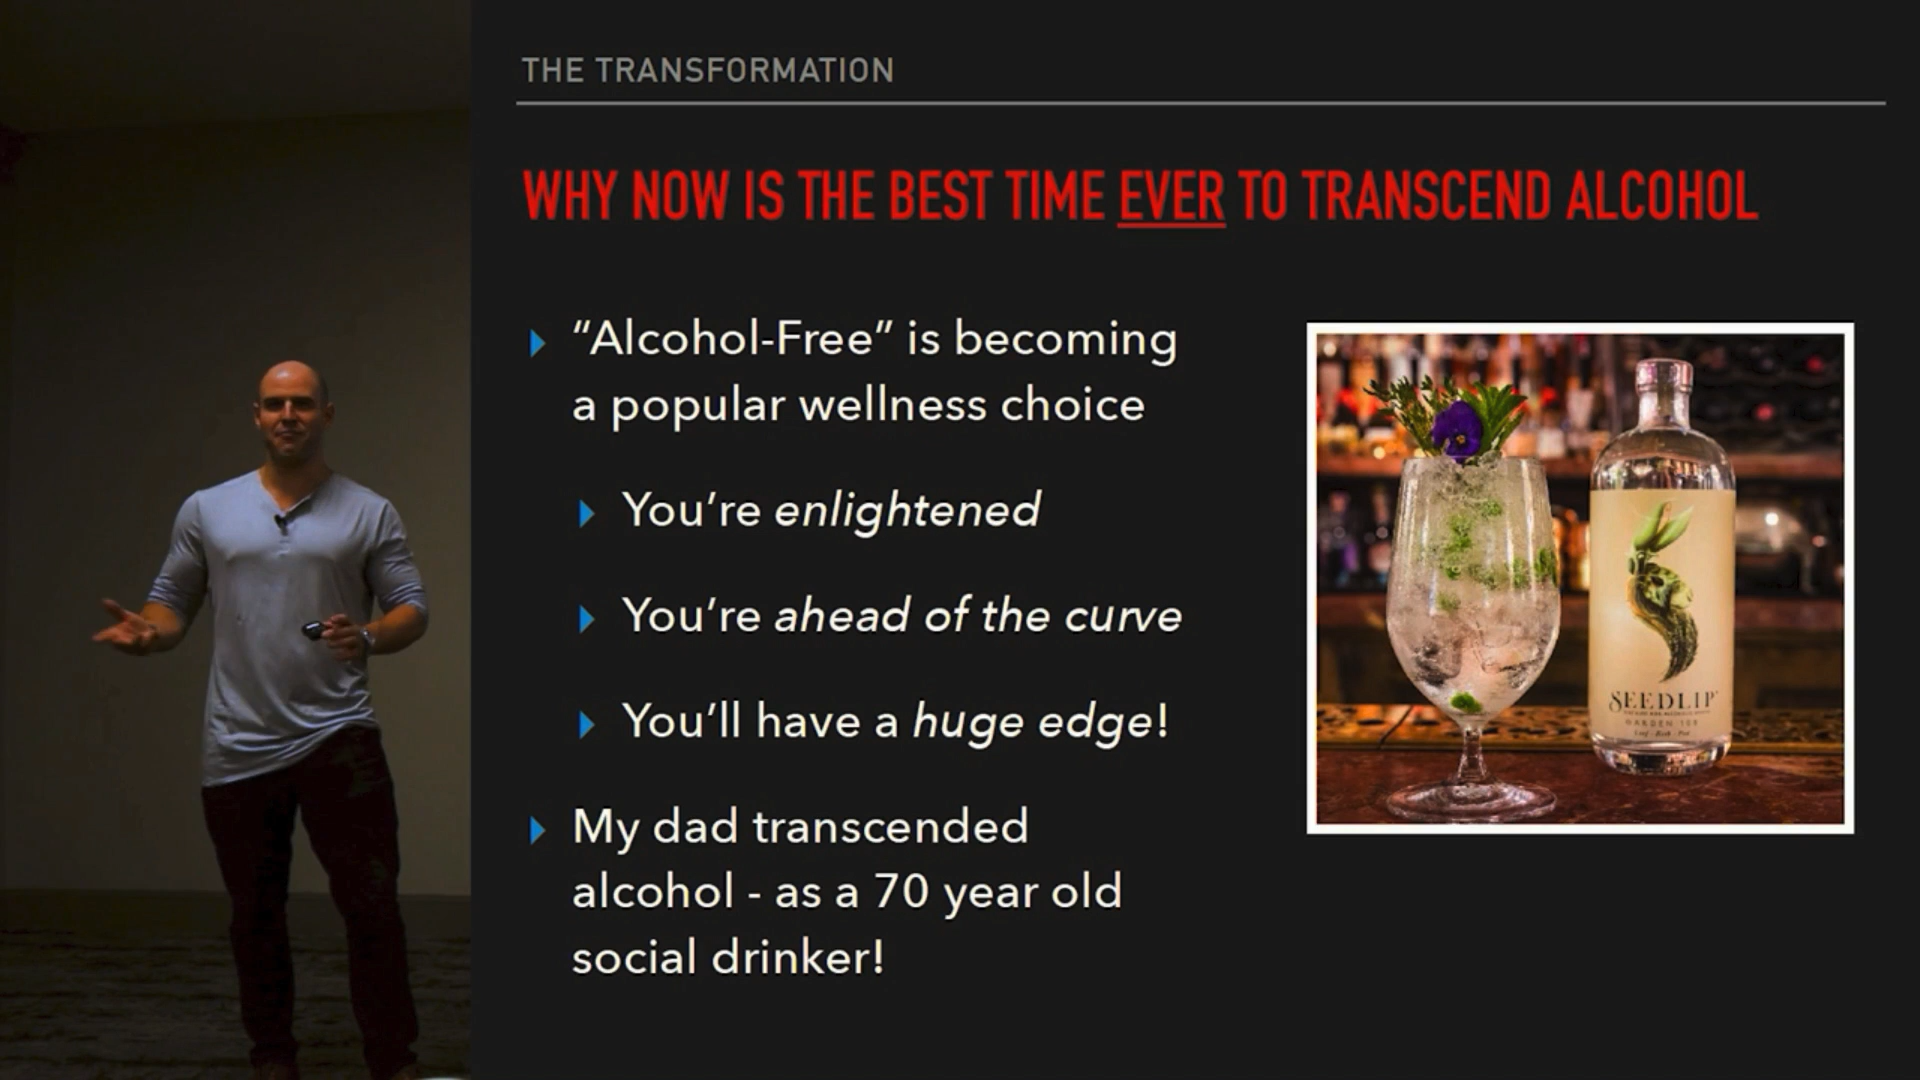 THE TRANSFORMATION
WHY NOW IS THE BEST TIME EVER TO TRANSCEND ALCOHOL
“Alcohol-Free” is becoming
a popular wellness choice
You’re enlightened
You’re ahead of the curve
You’ll have a huge edge!
My dad transcended
alcohol - as a 70 year old
social drinker!
SEEDLIP
GARDEN 108